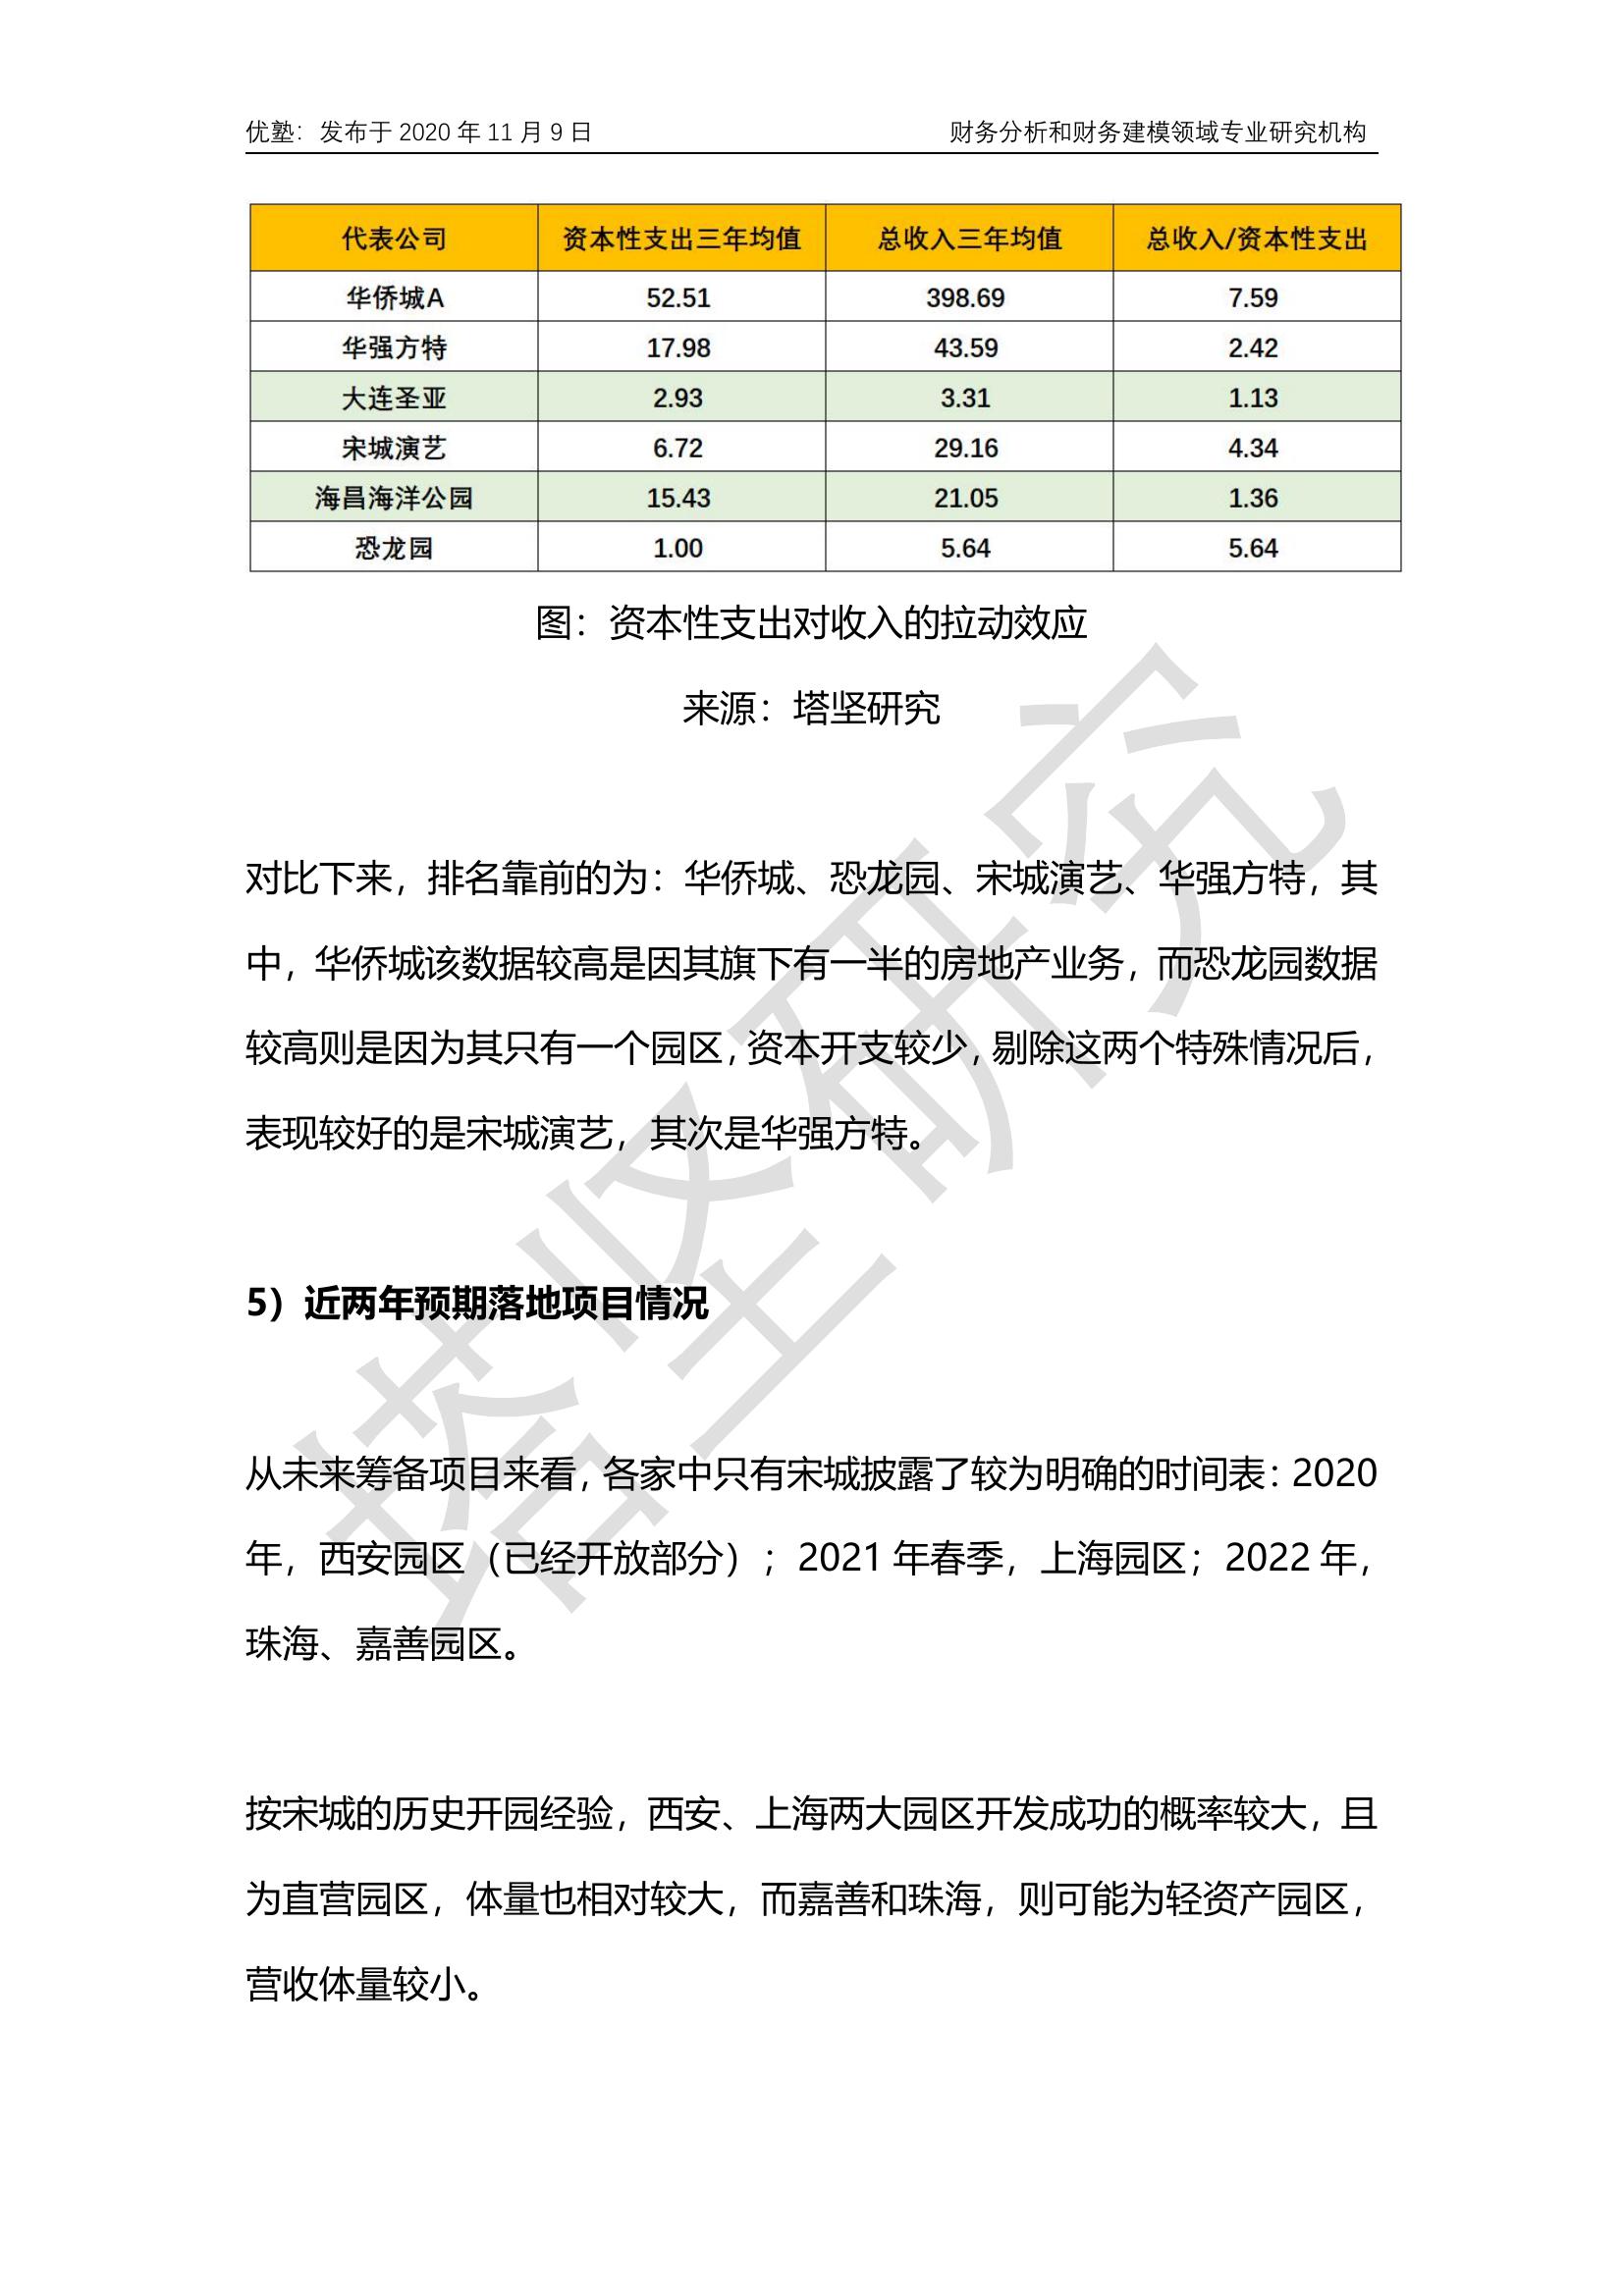 优塾：发布于 2020 年 11 月 9 日 财务分析和财务建模领域专业研究机构
代表公司 资本性支出三年均值 总收入三年均值 总收入/资本性支出
华侨城A 52.51 398.69 7.59
华强方特 17.98 43.59 2.42
大连圣亚 2.93 3.31 1.13
宋城演艺 6.72 29.16 4.34
海昌海洋公园 15.43 21.05 1.36
恐龙园 1.00 5.64 5.64
图：资本性支出对收入的拉动效应
来源：塔坚研究
对比下来，排名靠前的为：华侨城、恐龙园、宋城演艺、华强方特，其
中，华侨城该数据较高是因其旗下有一半的房地产业务，而恐龙园数据
较高则是因为其只有一个园区，资本开支较少，剔除这两个特殊情况后，
表现较好的是宋城演艺，其次是华强方特。
5）近两年预期落地项目情况
从未来筹备项目来看，各家中只有宋城披露了较为明确的时间表：2020
年，西安园区（已经开放部分）；2021 年春季，上海园区；2022 年，
珠海、嘉善园区。
按宋城的历史开园经验，西安、上海两大园区开发成功的概率较大，且
为直营园区，体量也相对较大，而嘉善和珠海，则可能为轻资产园区，
营收体量较小。
塔坚研究